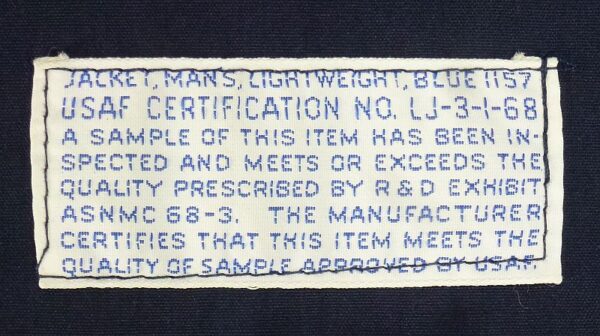 JACKET, MAN'S, LIGHTWEIGHT, BLUE 1157
USAF CERTIFICATION NO. LJ-3-1-68
A SAMPLE OF THIS ITEM HAS BEEN IN-
SPECTED AND MEETS OR EXCEEDS THE
QUALITY PRESCRIBED BY R & D EXHIBIT
ASNMC 68-3. THE MANUFACTURER
CERTIFIES THAT THIS ITEM MEETS THE
QUALITY OF SAMPLE APPROVED BY USAF.